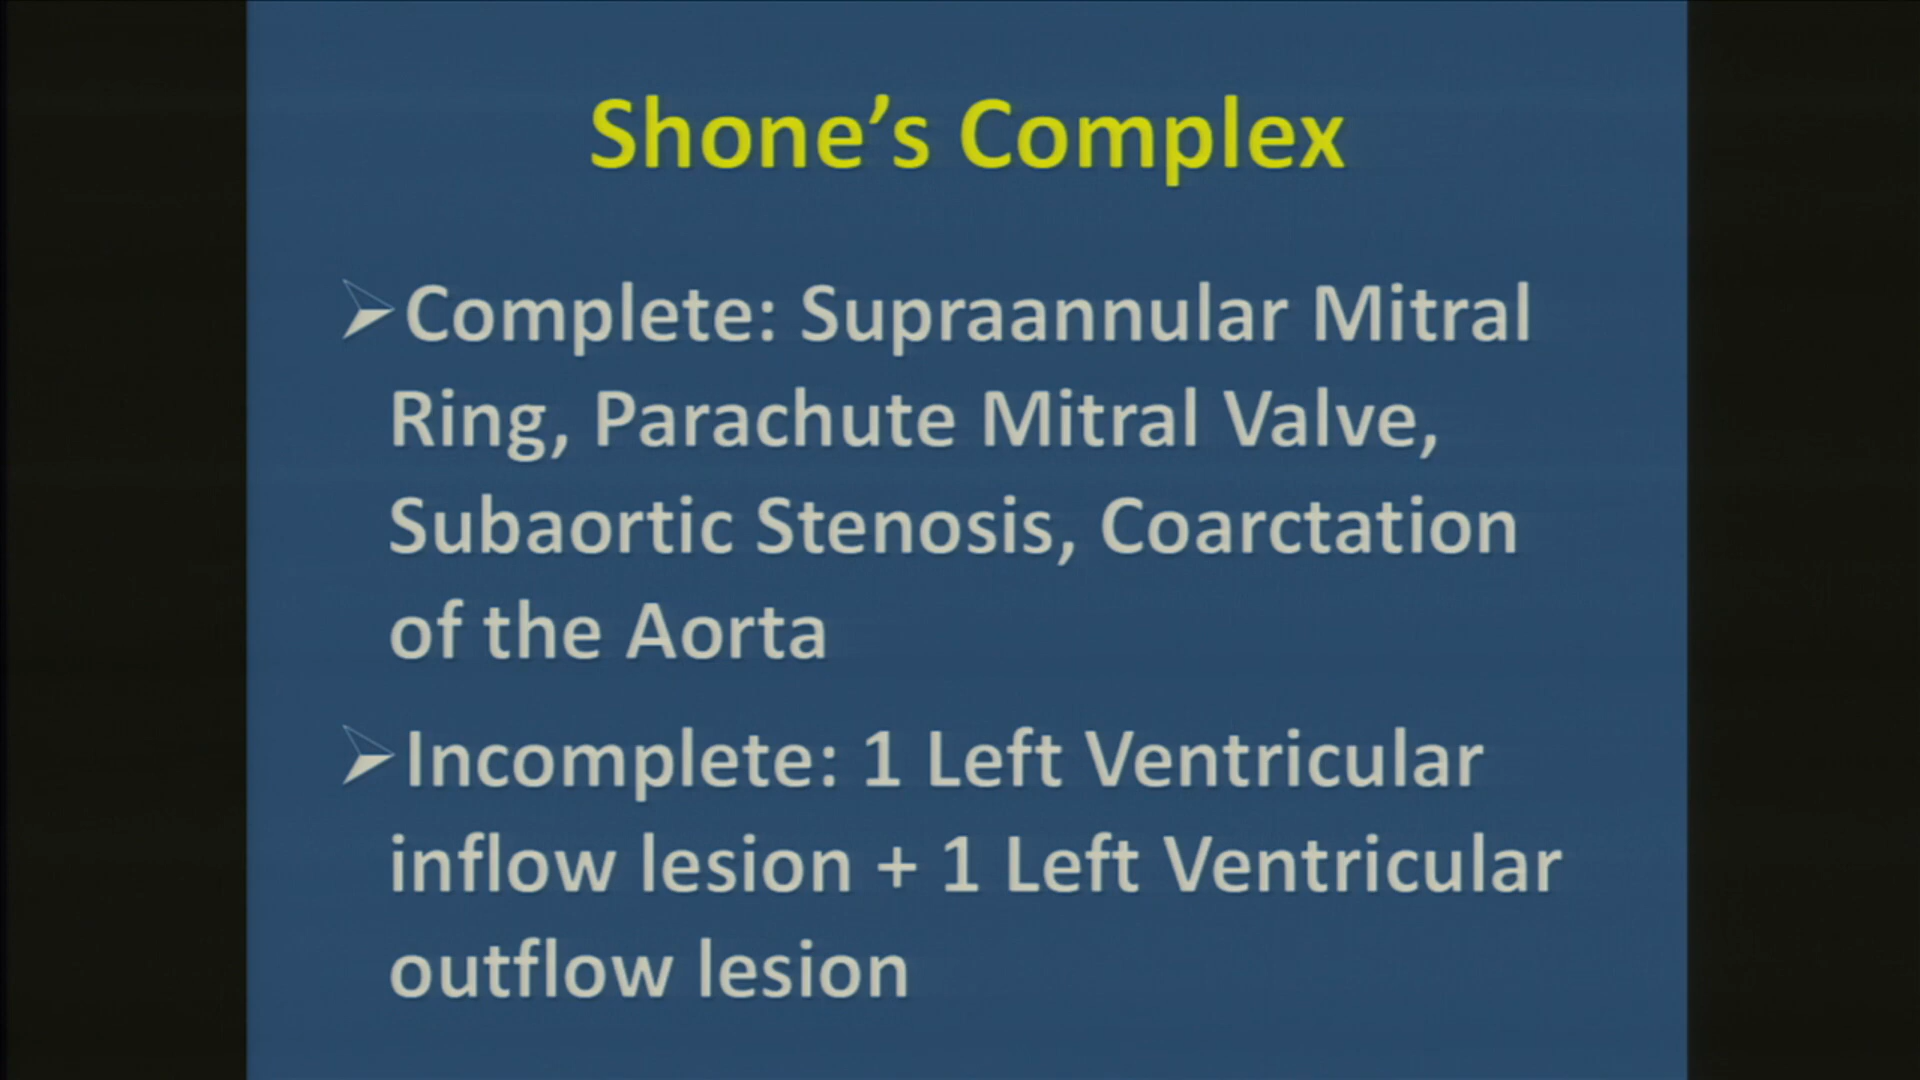 Shone’s Complex
➢Complete: Supraannular Mitral
Ring, Parachute Mitral Valve,
Subaortic Stenosis, Coarctation
of the Aorta
➢Incomplete: 1 Left Ventricular
inflow lesion + 1 Left Ventricular
outflow lesion